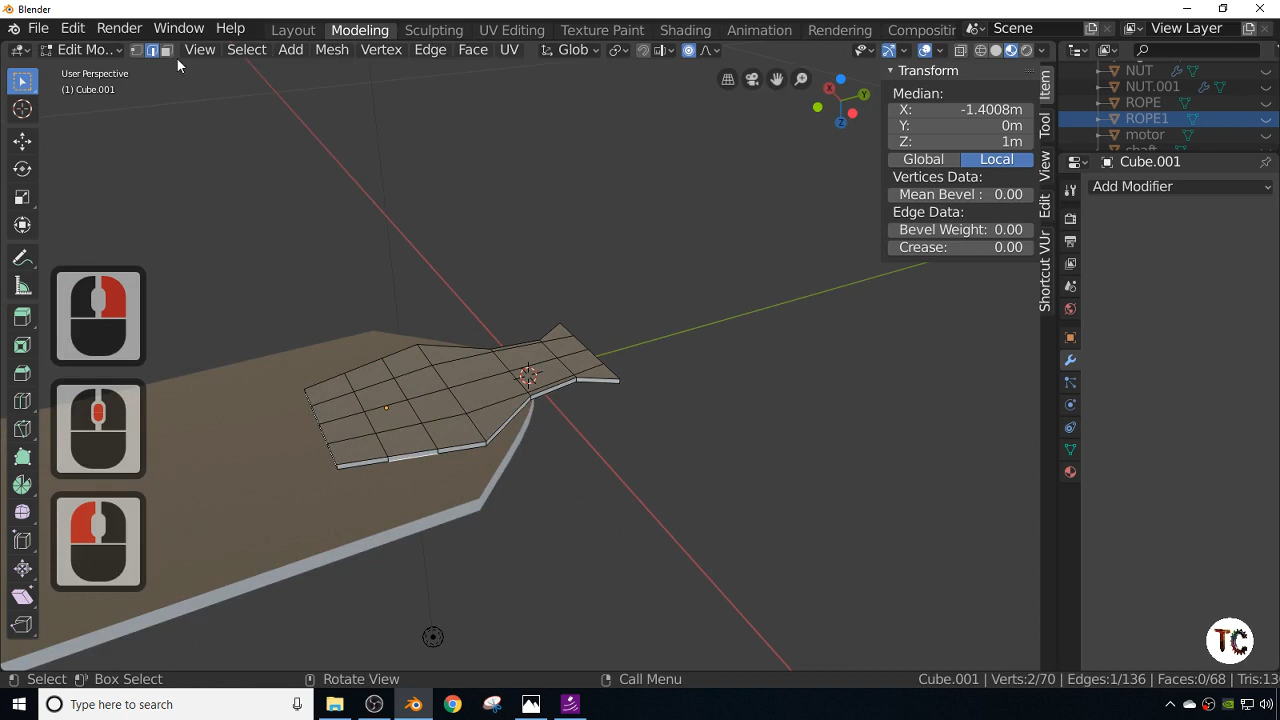 Blender
File Edit Render Window Help Layout Modeling Sculpting UV Editing Texture Paint Shading Animation Rendering Compositin Scene View Layer
Edit Mo... View Select Add Mesh Vertex Edge Face UV Glob
User Perspective
(1) Cube.001
Transform
Median:
X: -1.4008m
Y: 0m
Z: 1m
Global Local
Vertices Data:
Mean Bevel : 0.00
Edge Data:
Bevel Weight: 0.00
Crease: 0.00
Item
Tool
View
Edit
Shortcut VUr
NUT
NUT.001
ROPE
ROPE1
motor
Cube.001
Add Modifier
TC
Select Box Select Rotate View Call Menu Cube.001 | Verts:2/70 | Edges:1/136 | Faces:0/68 | Tris:13
Type here to search